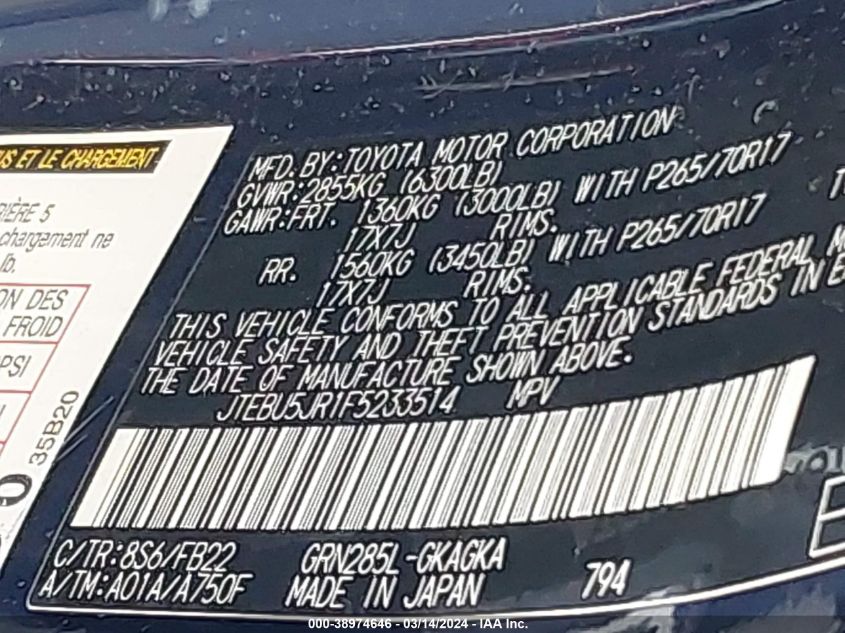 US ET LE CHARGEMENT
IÈRE 5
chargement ne
lb.
ON DES
FROID
PSI
35B20
MFD. BY: TOYOTA MOTOR CORPORATION
GVWR: 2855KG (6300LB)
GAWR: FRT. 1360KG (3000LB) WITH P265/70R17
17X7J RIMS.
RR. 1560KG (3450LB) WITH P265/70R17
17X7J RIMS.
THIS VEHICLE CONFORMS TO ALL APPLICABLE FEDERAL M
VEHICLE SAFETY AND THEFT PREVENTION STANDARDS IN E
THE DATE OF MANUFACTURE SHOWN ABOVE.
JTEBU5JR1F5233514 MPV
C/TR: 8S6/FB22 GRN285L-GKAGKA
A/TM: A01A/A750F MADE IN JAPAN 794
000-38974646 - 03/14/2024 - IAA Inc.